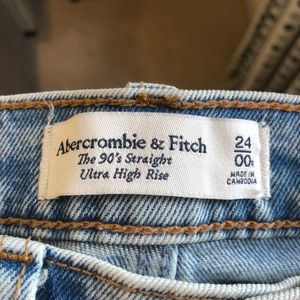 Abercrombie & Fitch
The 90's Straight
Ultra High Rise
24
00R
MADE IN
CAMBODIA